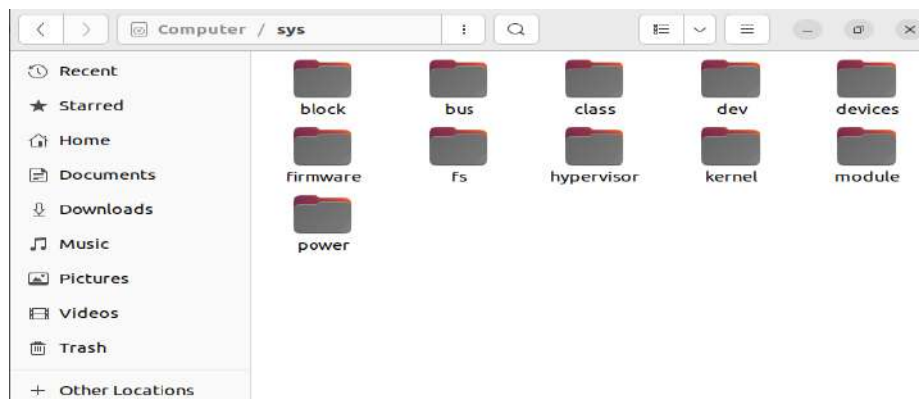 Computer / sys
Recent
Starred
Home
Documents
Downloads
Music
Pictures
Videos
Trash
+ Other Locations
block bus class dev devices
firmware fs hypervisor kernel module
power